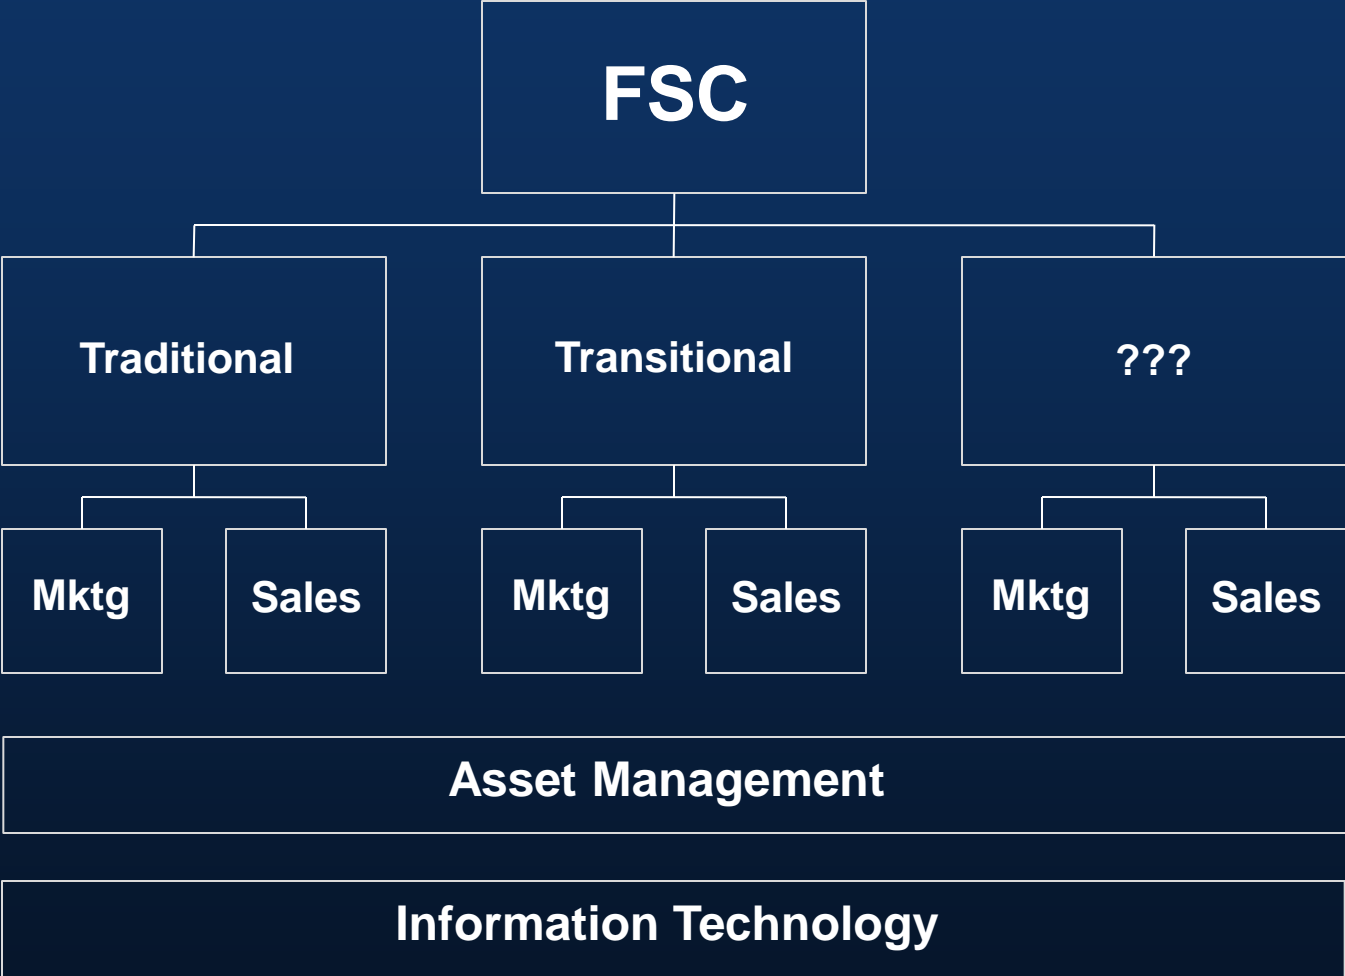 FSC
Traditional
Transitional
???
Mktg
Sales
Mktg
Sales
Mktg
Sales
Asset Management
Information Technology